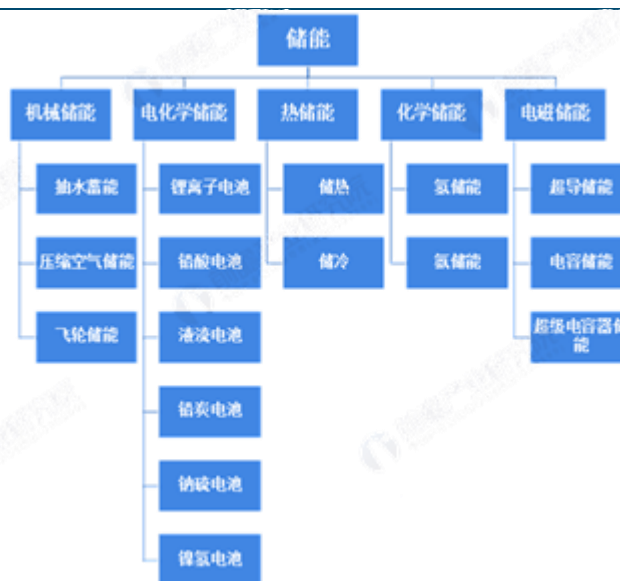 储能
机械储能
电化学储能
热储能
化学储能
电磁储能
抽水蓄能
锂离子电池
储热
氢储能
超导储能
压缩空气储能
铅酸电池
储冷
氨储能
电容储能
飞轮储能
液流电池
超级电容器储
能
铅炭电池
钠硫电池
镍氢电池